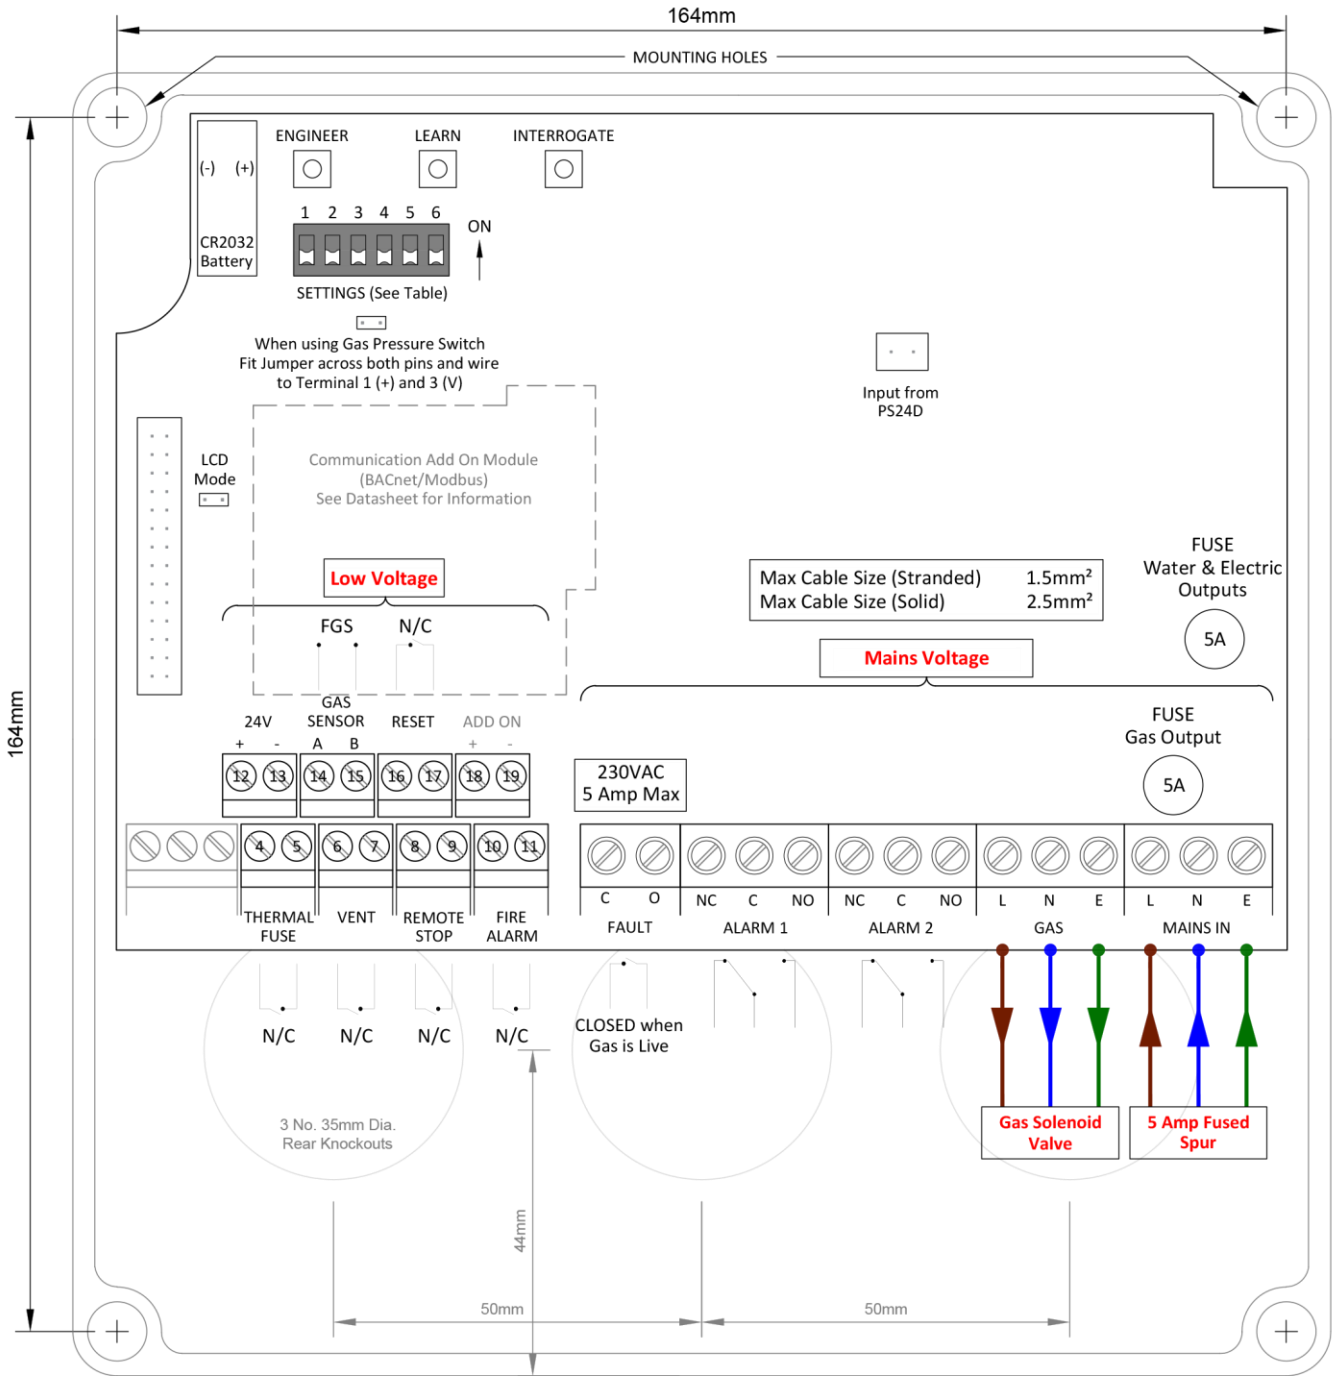 164mm
MOUNTING HOLES
ENGINEER
LEARN
INTERROGATE
(-) (+)
CR2032
Battery
1 2 3 4 5 6
ON
SETTINGS (See Table)
When using Gas Pressure Switch
Fit Jumper across both pins and wire
to Terminal 1 (+) and 3 (V)
Input from
PS24D
LCD
Mode
Communication Add On Module
(BACnet/Modbus)
See Datasheet for Information
Low Voltage
FGS
N/C
Max Cable Size (Stranded) 1.5mm²
Max Cable Size (Solid) 2.5mm²
Mains Voltage
FUSE
Water & Electric
Outputs
5A
FUSE
Gas Output
5A
164mm
24V
+ -
GAS
SENSOR
A B
RESET
ADD ON
+ -
12 13 14 15 16 17 18 19
230VAC
5 Amp Max
4 5 6 7 8 9 10 11
THERMAL
FUSE
VENT
REMOTE
STOP
FIRE
ALARM
C O
FAULT
NC C NO
ALARM 1
NC C NO
ALARM 2
L N E
GAS
L N E
MAINS IN
N/C
N/C
N/C
N/C
CLOSED when
Gas is Live
3 No. 35mm Dia.
Rear Knockouts
Gas Solenoid
Valve
5 Amp Fused
Spur
44mm
50mm
50mm